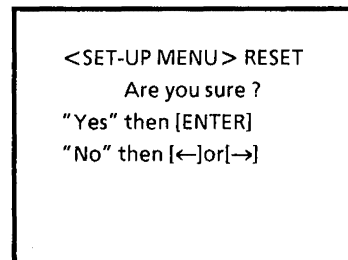 <SET-UP MENU> RESET
Are you sure ?
"Yes" then [ENTER]
"No" then [←]or[→]